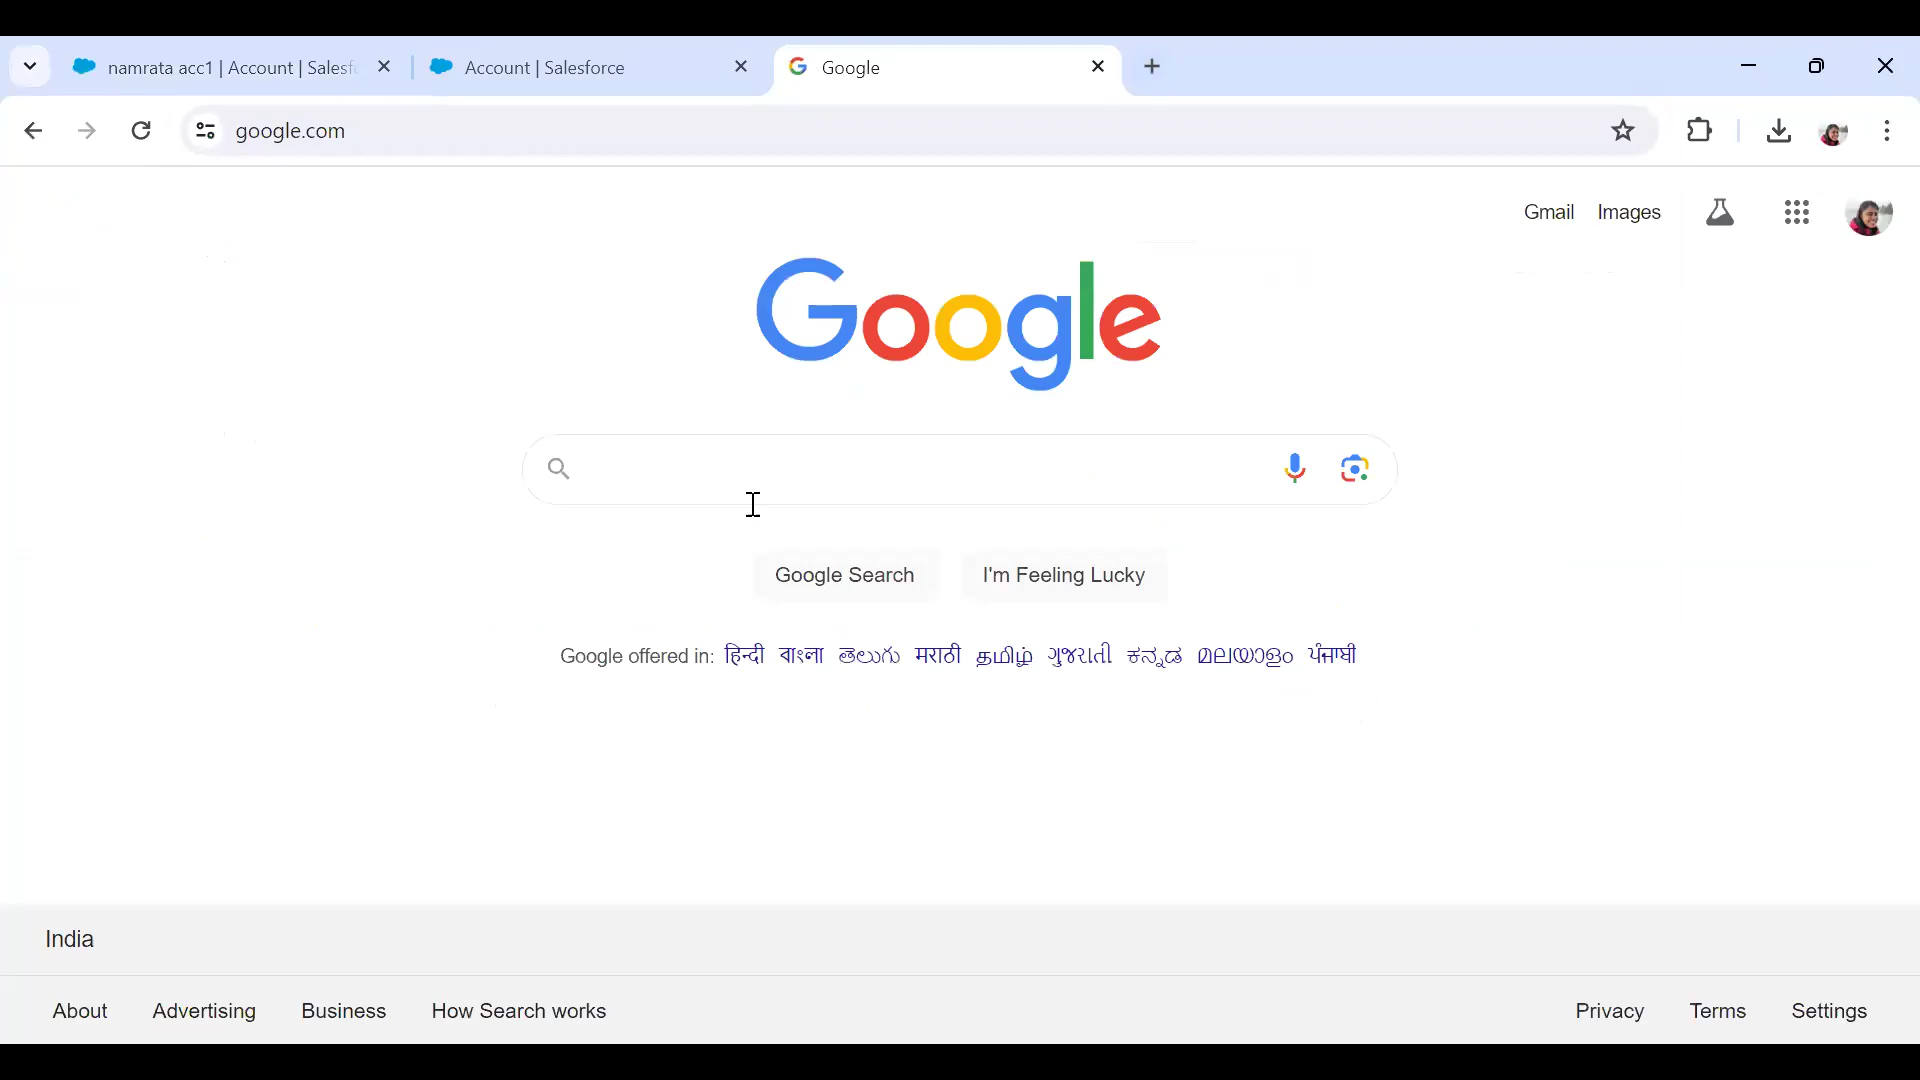 namrata acc1 | Account | Salesf
Account | Salesforce
Google
google.com
Gmail Images
Google
Google Search I'm Feeling Lucky
Google offered in: हिन्दी বাংলা తెలుగు मराठी தமிழ் ગુજરાતી ಕನ್ನಡ മലയാളം ਪੰਜਾਬੀ
India
About Advertising Business How Search works Privacy Terms Settings